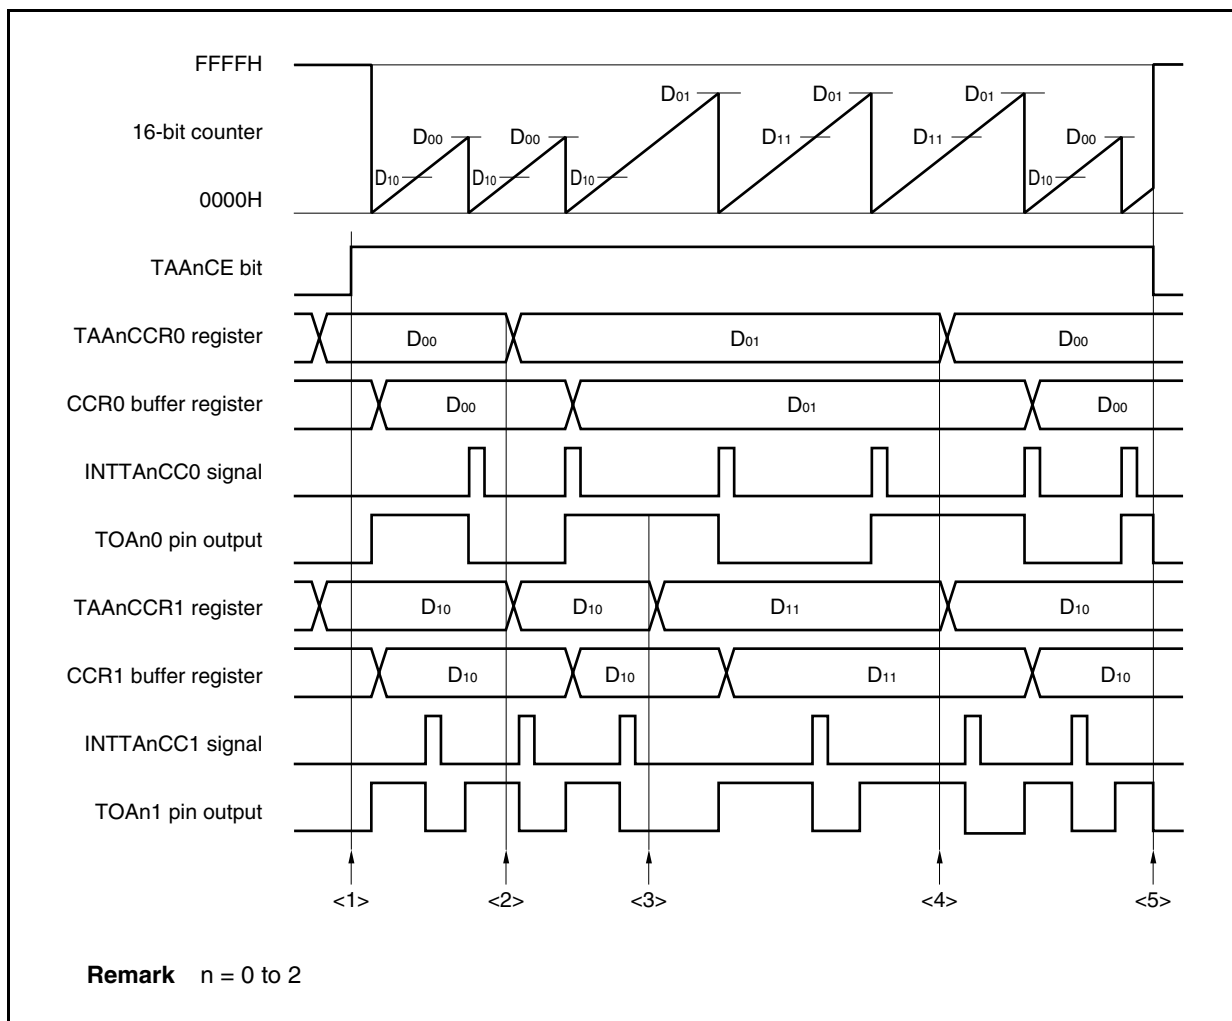 FFFFH
D01 D01 D01
16-bit counter D00 D00 D11 D11 D00
D10 D10 D10 D10
0000H
TAAnCE bit
TAAnCCR0 register D00 D01 D00
CCR0 buffer register D00 D01 D00
INTTAnCC0 signal
TOAn0 pin output
TAAnCCR1 register D10 D10 D11 D10
CCR1 buffer register D10 D10 D11 D10
INTTAnCC1 signal
TOAn1 pin output
<1> <2> <3> <4> <5>
Remark n = 0 to 2